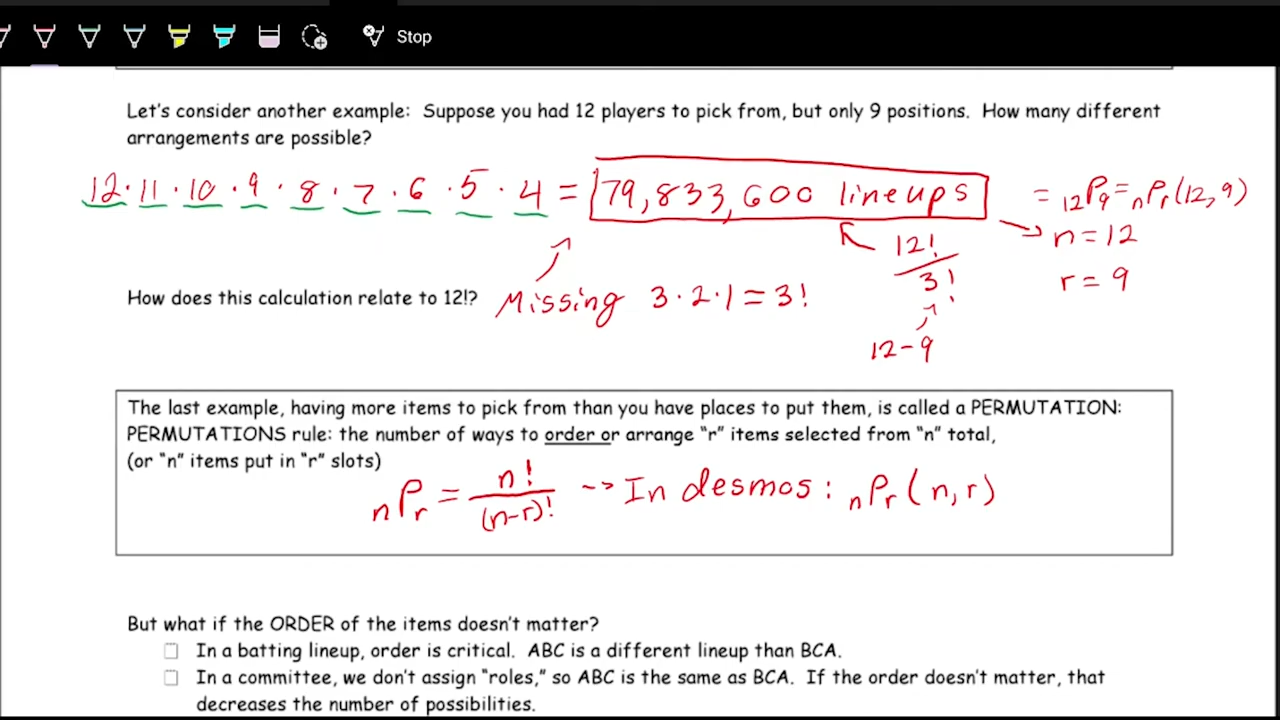 Stop
Let's consider another example: Suppose you had 12 players to pick from, but only 9 positions. How many different
arrangements are possible?
12 · 11 · 10 · 9 · 8 · 7 · 6 · 5 · 4 = 79,833,600 lineups
= 12P9 = nPr(12, 9)
n = 12
r = 9
12!
3!
12-9
How does this calculation relate to 12!?
Missing 3·2·1 = 3!
The last example, having more items to pick from than you have places to put them, is called a PERMUTATION:
PERMUTATIONS rule: the number of ways to order or arrange "r" items selected from "n" total,
(or "n" items put in "r" slots)
nPr = n!/(n-r)! --> In desmos: nPr(n,r)
But what if the ORDER of the items doesn't matter?
In a batting lineup, order is critical. ABC is a different lineup than BCA.
In a committee, we don't assign "roles," so ABC is the same as BCA. If the order doesn't matter, that
decreases the number of possibilities.